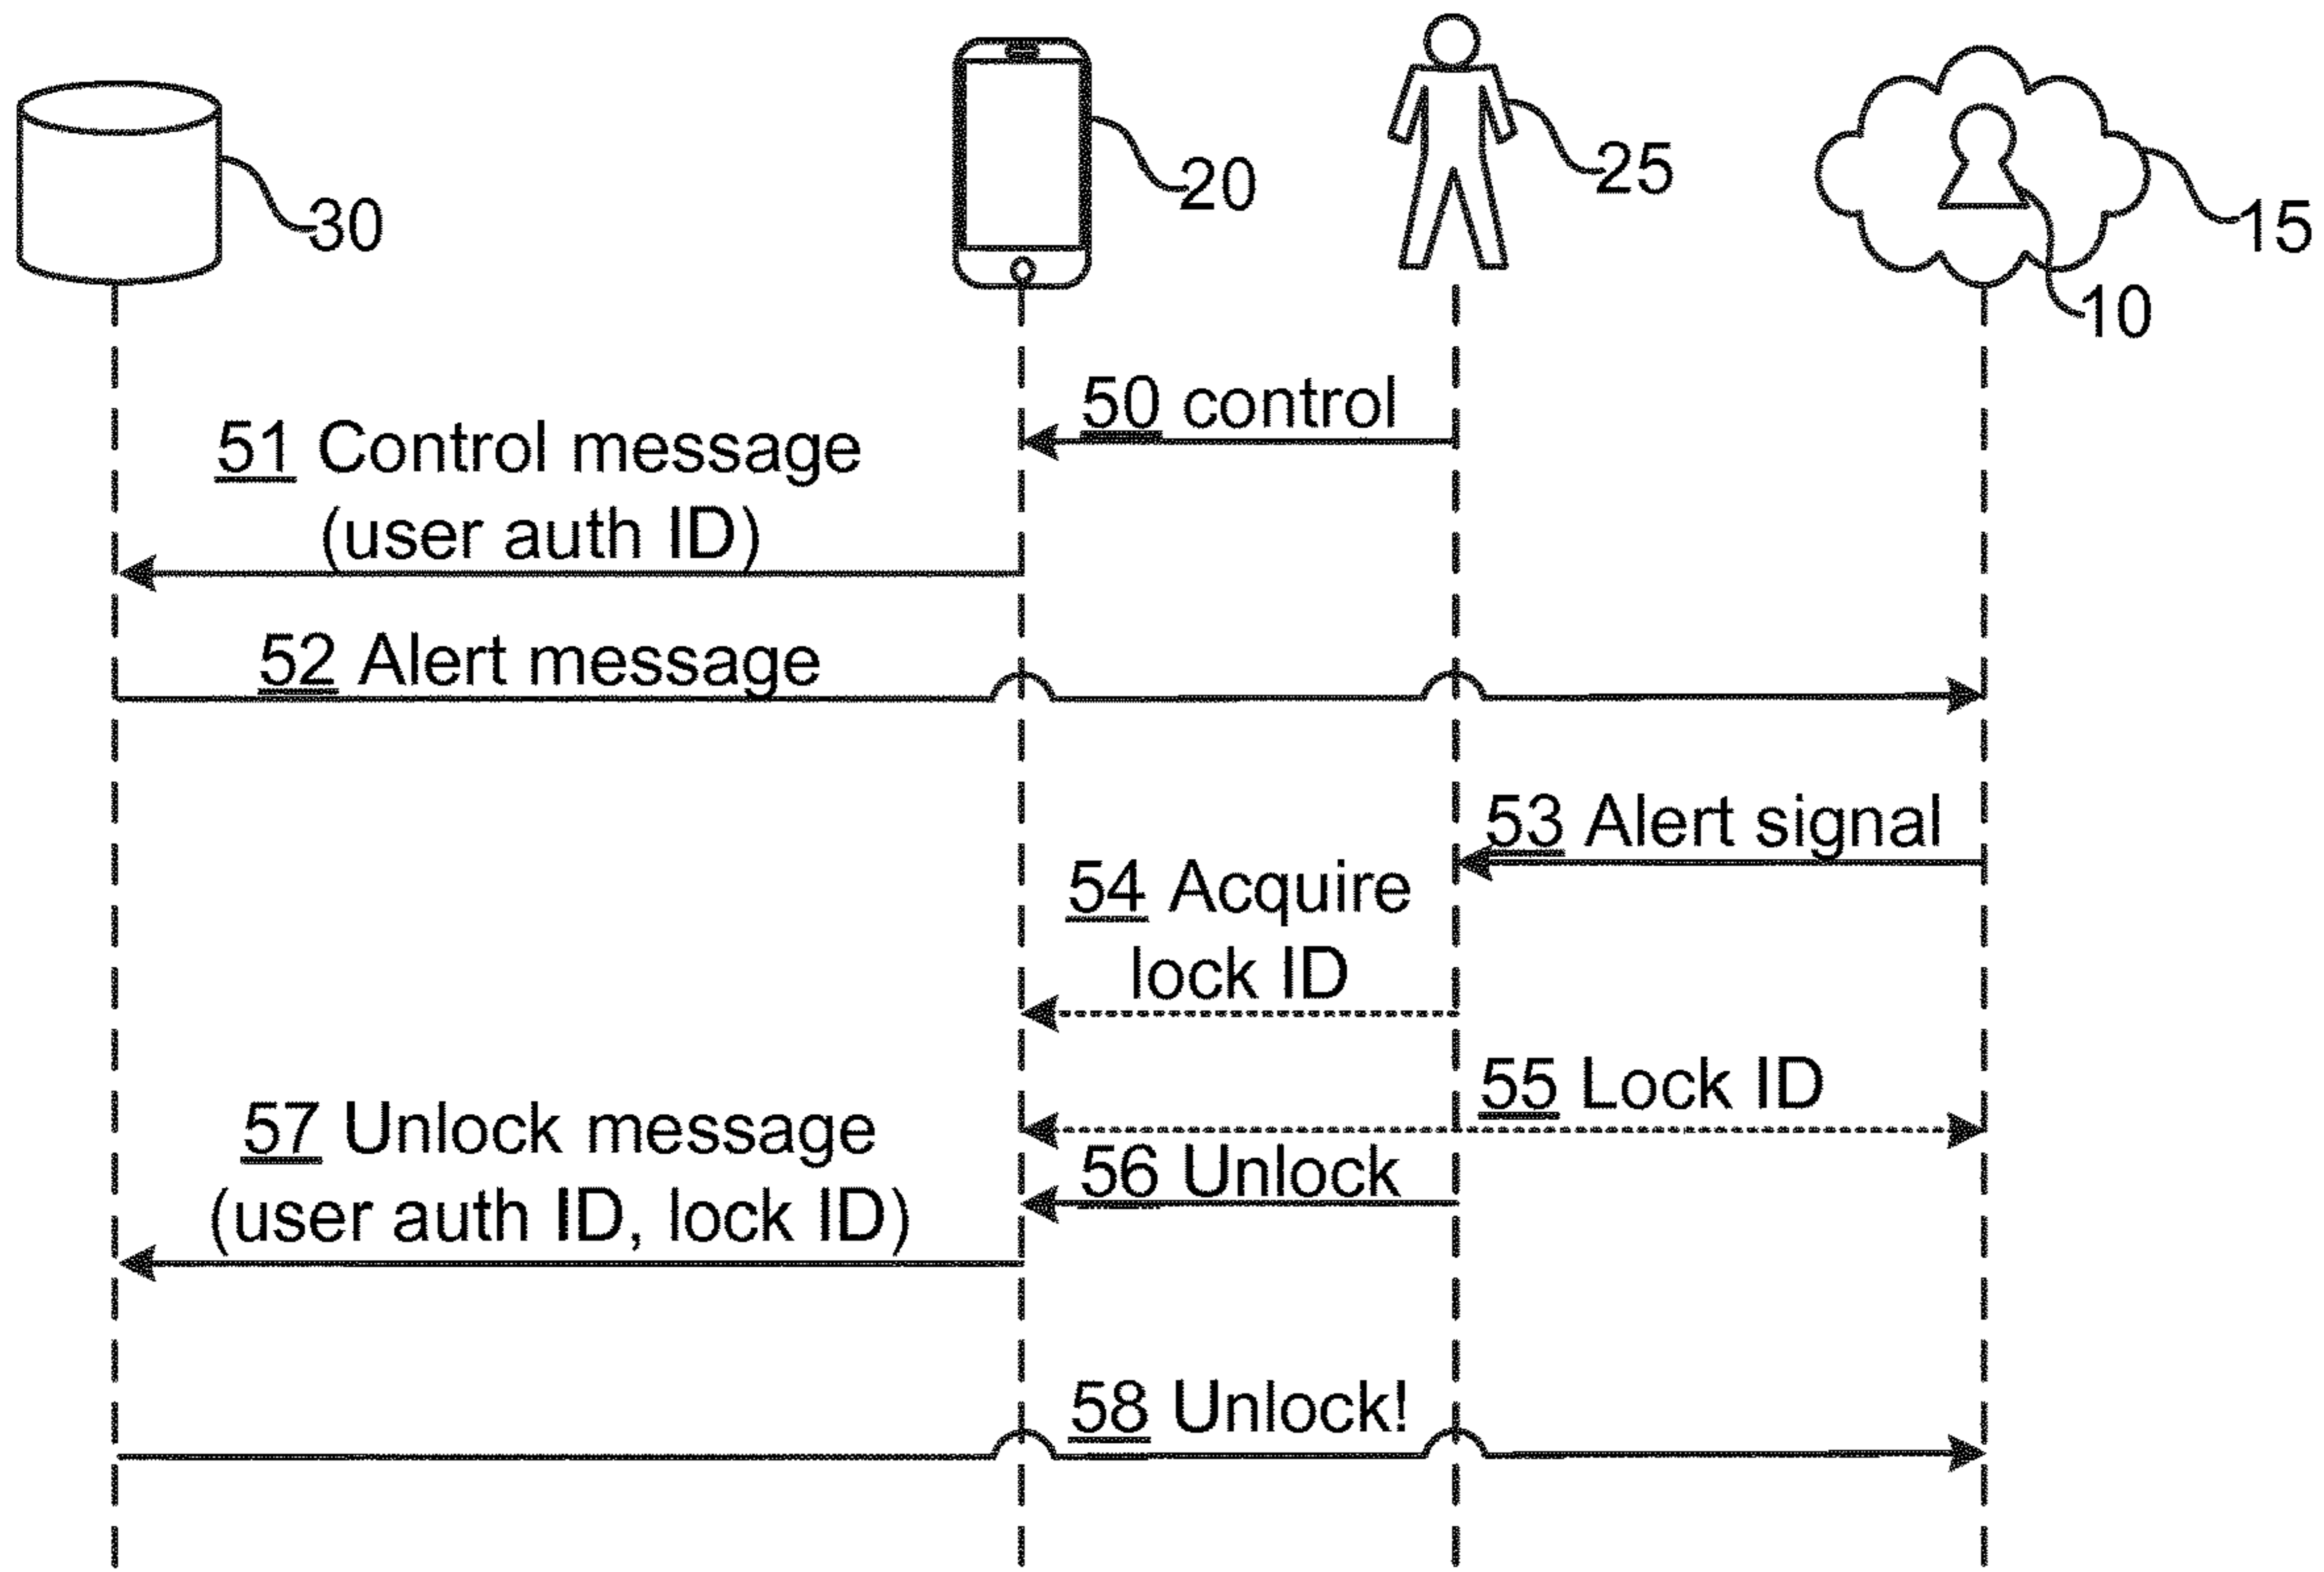 30
20
25
15
10
50 control
51 Control message
(user auth ID)
52 Alert message
53 Alert signal
54 Acquire
lock ID
55 Lock ID
56 Unlock
57 Unlock message
(user auth ID, lock ID)
58 Unlock!